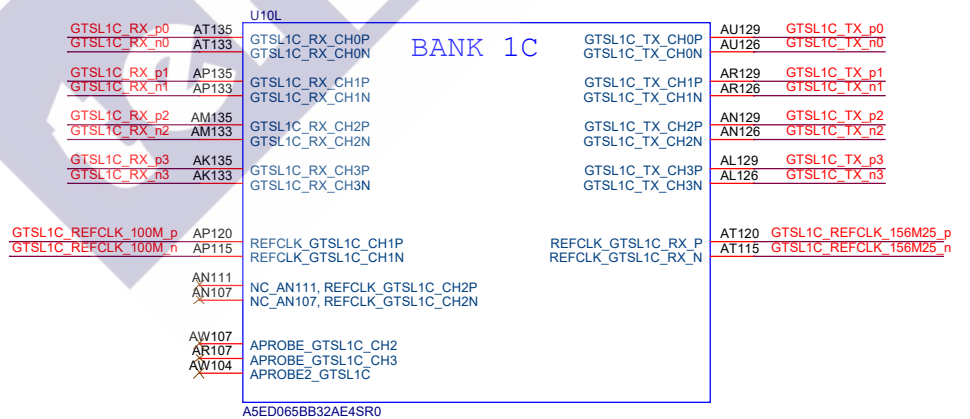 U10L
BANK 1C
GTSL1C_RX_p0 AT135 GTSL1C_RX_CH0P GTSL1C_TX_CH0P AU129 GTSL1C_TX_p0
GTSL1C_RX_n0 AT133 GTSL1C_RX_CH0N GTSL1C_TX_CH0N AU126 GTSL1C_TX_n0
GTSL1C_RX_p1 AP135 GTSL1C_RX_CH1P GTSL1C_TX_CH1P AR129 GTSL1C_TX_p1
GTSL1C_RX_n1 AP133 GTSL1C_RX_CH1N GTSL1C_TX_CH1N AR126 GTSL1C_TX_n1
GTSL1C_RX_p2 AM135 GTSL1C_RX_CH2P GTSL1C_TX_CH2P AN129 GTSL1C_TX_p2
GTSL1C_RX_n2 AM133 GTSL1C_RX_CH2N GTSL1C_TX_CH2N AN126 GTSL1C_TX_n2
GTSL1C_RX_p3 AK135 GTSL1C_RX_CH3P GTSL1C_TX_CH3P AL129 GTSL1C_TX_p3
GTSL1C_RX_n3 AK133 GTSL1C_RX_CH3N GTSL1C_TX_CH3N AL126 GTSL1C_TX_n3
GTSL1C_REFCLK_100M_p AP120 REFCLK_GTSL1C_CH1P REFCLK_GTSL1C_RX_P AT120 GTSL1C_REFCLK_156M25_p
GTSL1C_REFCLK_100M_n AP115 REFCLK_GTSL1C_CH1N REFCLK_GTSL1C_RX_N AT115 GTSL1C_REFCLK_156M25_n
AN111 NC_AN111, REFCLK_GTSL1C_CH2P
AN107 NC_AN107, REFCLK_GTSL1C_CH2N
AW107 APROBE_GTSL1C_CH2
AR107 APROBE_GTSL1C_CH3
AW104 APROBE2_GTSL1C
A5ED065BB32AE4SR0